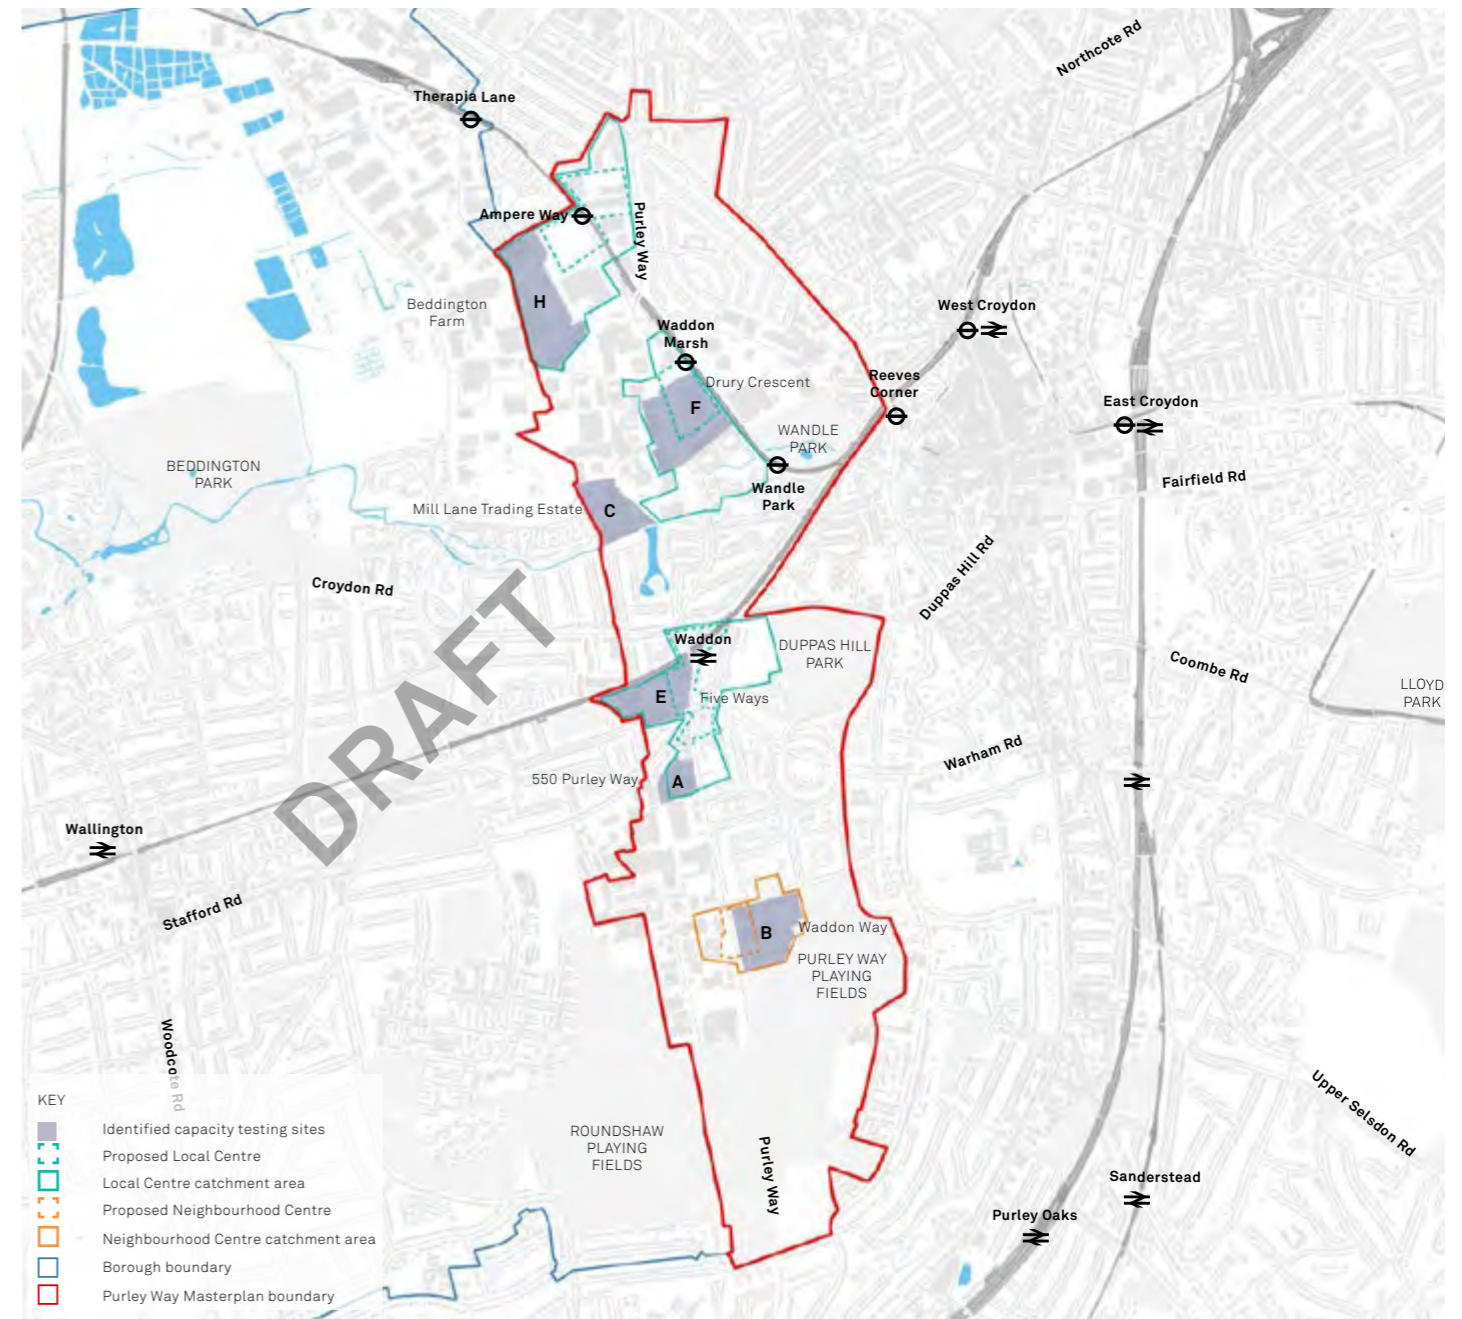 Northcote Rd
Therapia Lane
Ampere Way
Purley Way
H
Beddington
Farm
West Croydon
Waddon
Marsh
Drury Crescent
Reeves
Corner
F
East Croydon
WANDLE
PARK
BEDDINGTON
PARK
Wandle
Park
Fairfield Rd
Mill Lane Trading Estate
C
Croydon Rd
Duppas Hill Rd
DRAFT
Waddon
DUPPAS HILL
PARK
Coombe Rd
LLOYD
PARK
E
Five Ways
Warham Rd
550 Purley Way
A
Wallington
Stafford Rd
B
Waddon Way
PURLEY WAY
PLAYING
FIELDS
Woodcote Rd
Upper Selsdon Rd
ROUNDSHAW
PLAYING
FIELDS
Purley Way
Sanderstead
Purley Oaks
KEY
Identified capacity testing sites
Proposed Local Centre
Local Centre catchment area
Proposed Neighbourhood Centre
Neighbourhood Centre catchment area
Borough boundary
Purley Way Masterplan boundary